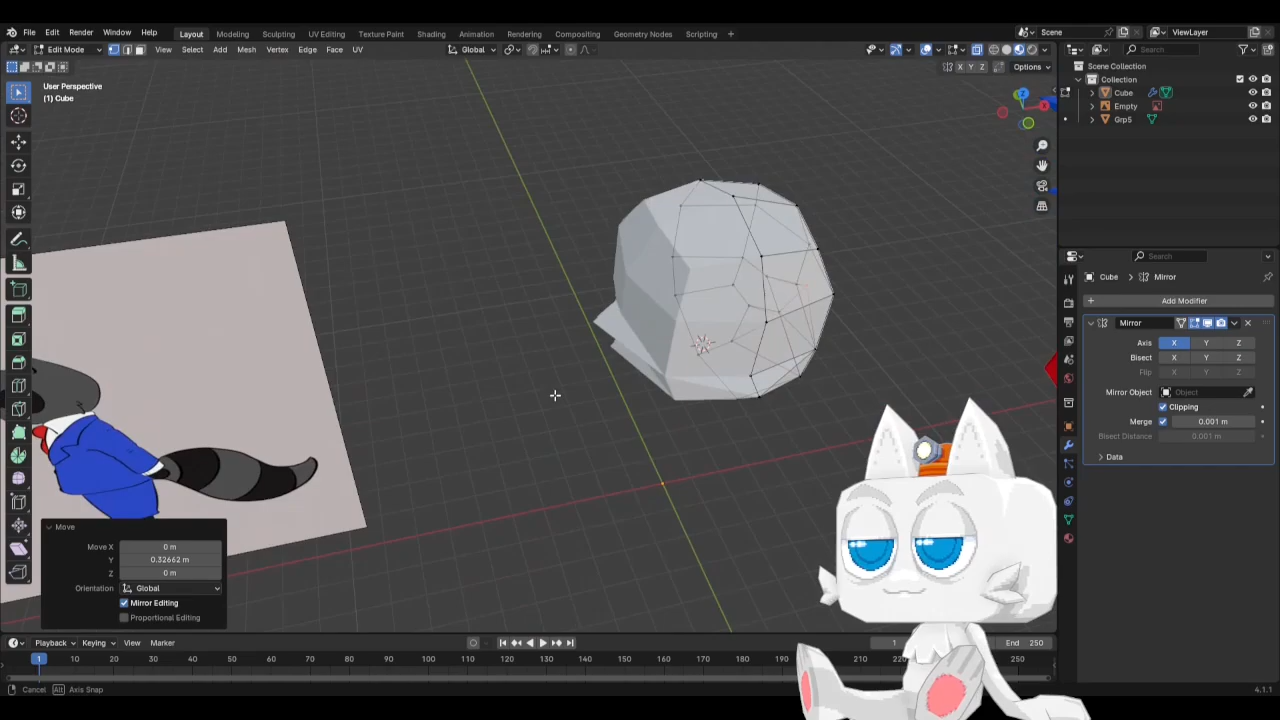 File Edit Render Window Help Layout Modeling Sculpting UV Editing Texture Paint Shading Animation Rendering Compositing Geometry Nodes Scripting + Scene ViewLayer
Edit Mode View Select Add Mesh Vertex Edge Face UV Global Search
X Y Z Options
Scene Collection
User Perspective
Collection
(1) Cube
Cube
Empty
Grp5
Z
Search
Cube > Mirror
+ Add Modifier
Mirror
Axis X Y Z
Bisect X Y Z
Flip X Y Z
Mirror Object Object
Clipping
Merge 0.001 m
Bisect Distance 0.001 m
Data
Move
Move X 0 m
Y 0.32662 m
Z 0 m
Orientation Global
Mirror Editing
Proportional Editing
Playback Keying View Marker 1 End 250
1 10 20 30 40 50 60 70 80 90 100 110 120 130 140 150 160 170 180 190 200 210 250
Cancel Alt Axis Snap 4.1.1